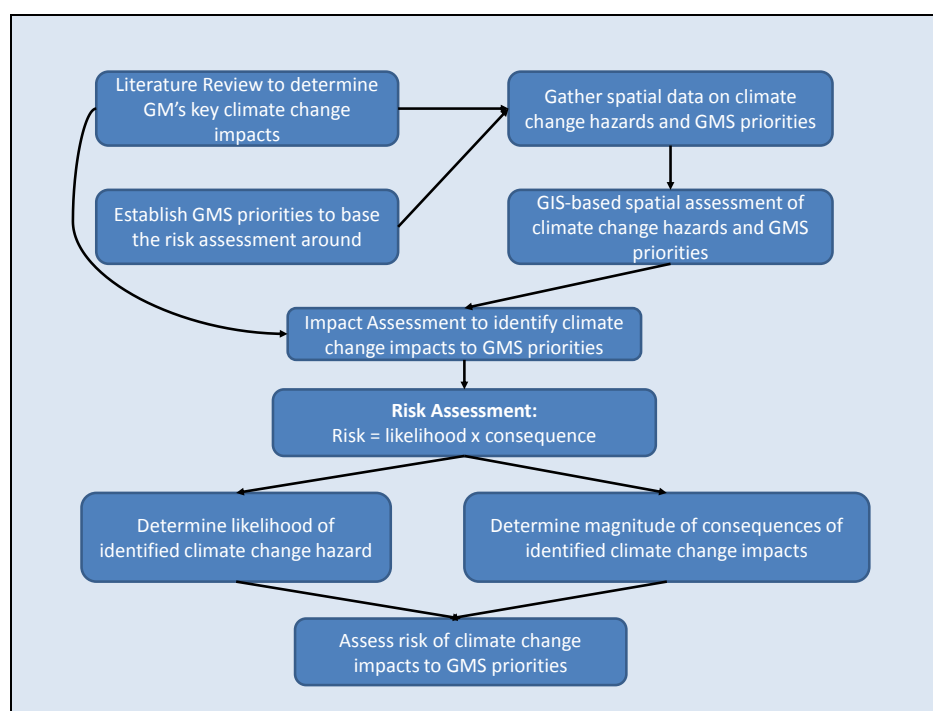 Literature Review to determine
GM's key climate change
impacts
Gather spatial data on climate
change hazards and GMS priorities
Establish GMS priorities to base
the risk assessment around
GIS-based spatial assessment of
climate change hazards and GMS
priorities
Impact Assessment to identify climate
change impacts to GMS priorities
Risk Assessment:
Risk = likelihood x consequence
Determine likelihood of
identified climate change hazard
Determine magnitude of consequences of
identified climate change impacts
Assess risk of climate change
impacts to GMS priorities